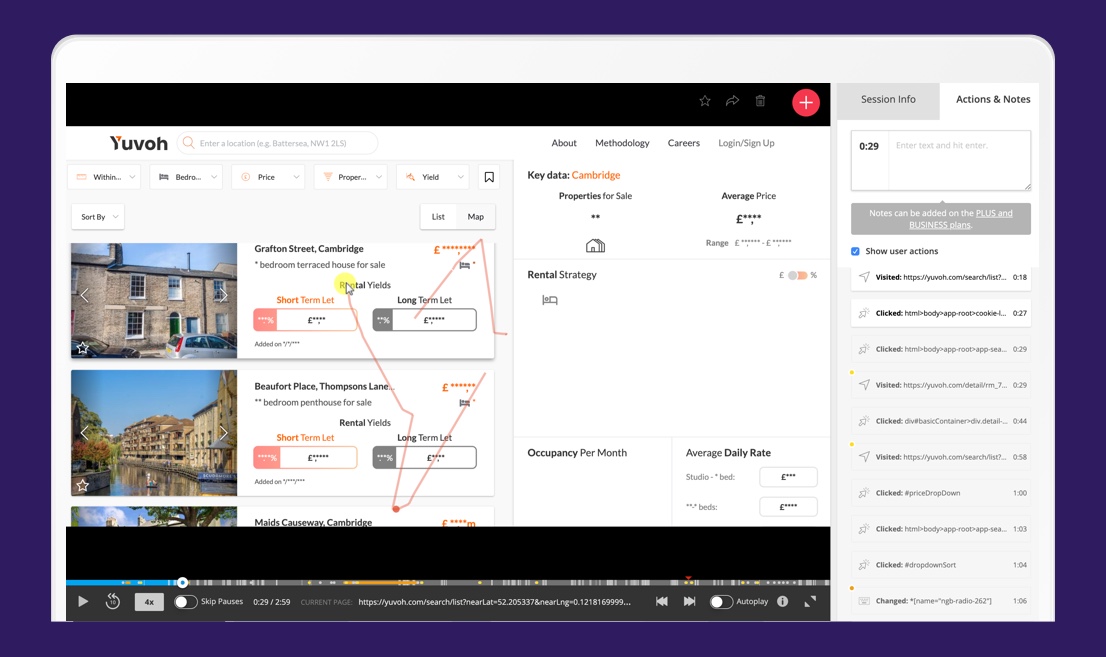 Session Info
Actions & Notes
Yuvoh
Enter a location (e.g. Battersea, NW1 2LS)
About
Methodology
Careers
Login/Sign Up
Within...
Bedro...
Price
Proper...
Yield
Sort By
List
Map
Grafton Street, Cambridge
£ ********
* bedroom terraced house for sale
*
Rental Yields
Short Term Let
Long Term Let
**.*%
£*,***
**.*%
£*,****
Added on */*/***
Beaufort Place, Thompsons Lane...
£ ***,***
** bedroom penthouse for sale
*
Rental Yields
Short Term Let
Long Term Let
****%
£*,****
**.*%
£*,***
Added on */***/***
Maids Causeway, Cambridge
£ ****m
Key data: Cambridge
Properties for Sale
Average Price
**
£**,**
Range £ **,**** - £ **,****
Rental Strategy
£
%
Occupancy Per Month
Average Daily Rate
Studio - * bed:
£***
**-* beds:
£****
10
4x
Skip Pauses
0:29 / 2:59
CURRENT PAGE:
https://yuvoh.com/search/list?nearLat=52.205337&nearLng=0.1218169999...
Autoplay
0:29
Enter text and hit enter.
Notes can be added on the PLUS and
BUSINESS plans.
Show user actions
Visited: https://yuvoh.com/search/list?... 0:18
Clicked: html>body>app-root>cookie-l... 0:27
Clicked: html>body>app-root>app-sea... 0:29
Visited: https://yuvoh.com/detail/rm_7... 0:29
Clicked: div#basicContainer>div.detail-... 0:44
Visited: https://yuvoh.com/search/list?... 0:58
Clicked: #priceDropDown 1:00
Clicked: html>body>app-root>app-sea... 1:03
Clicked: #dropdownSort 1:04
Changed: *[name="ngb-radio-262"] 1:06